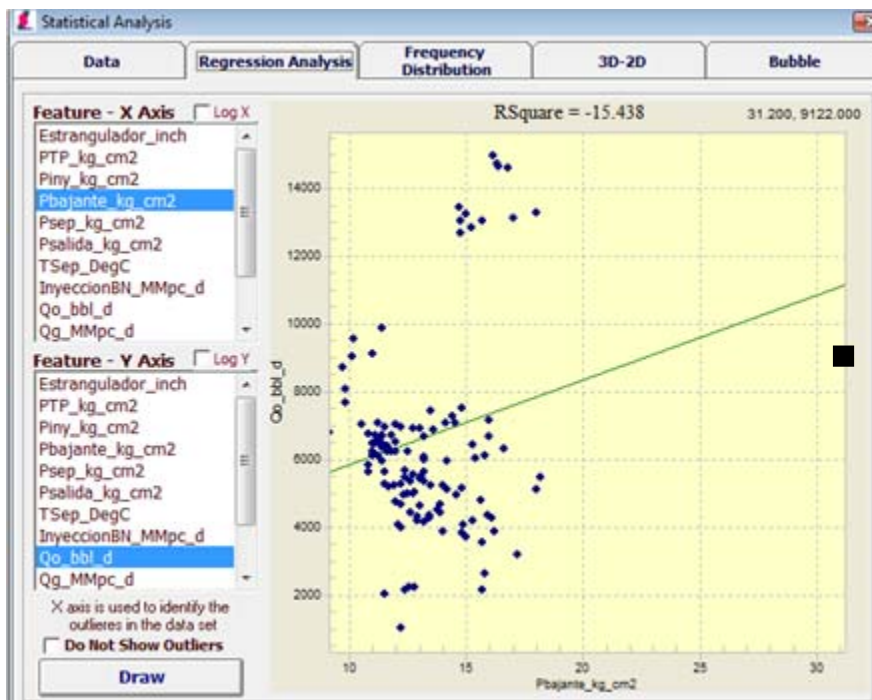 Statistical Analysis
Data
Regression Analysis
Frequency
Distribution
3D-2D
Bubble
Feature - X Axis
Log X
Estrangulador_inch
PTP_kg_cm2
Piny_kg_cm2
Pbajante_kg_cm2
Psep_kg_cm2
Psalida_kg_cm2
TSep_DegC
InyeccionBN_MMpc_d
Qo_bbl_d
Qg_MMpc_d
Feature - Y Axis
Log Y
Estrangulador_inch
PTP_kg_cm2
Piny_kg_cm2
Pbajante_kg_cm2
Psep_kg_cm2
Psalida_kg_cm2
TSep_DegC
InyeccionBN_MMpc_d
Qo_bbl_d
Qg_MMpc_d
X axis is used to identify the
outlieres in the data set
Do Not Show Outliers
Draw
RSquare = -15.438
31.200, 9122.000
14000
12000
10000
8000
6000
4000
2000
Qo_bbl_d
10
15
20
25
30
Pbajante_kg_cm2